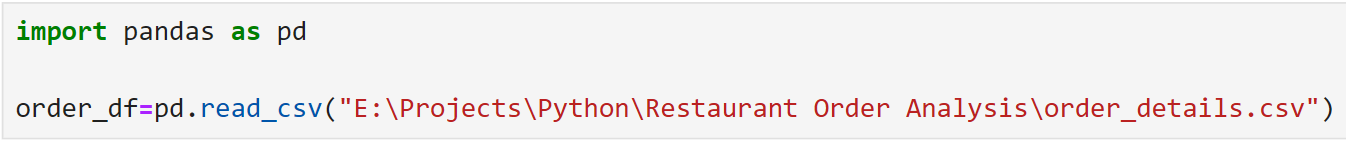 import pandas as pd
order_df=pd.read_csv("E:\Projects\Python\Restaurant Order Analysis\order_details.csv")